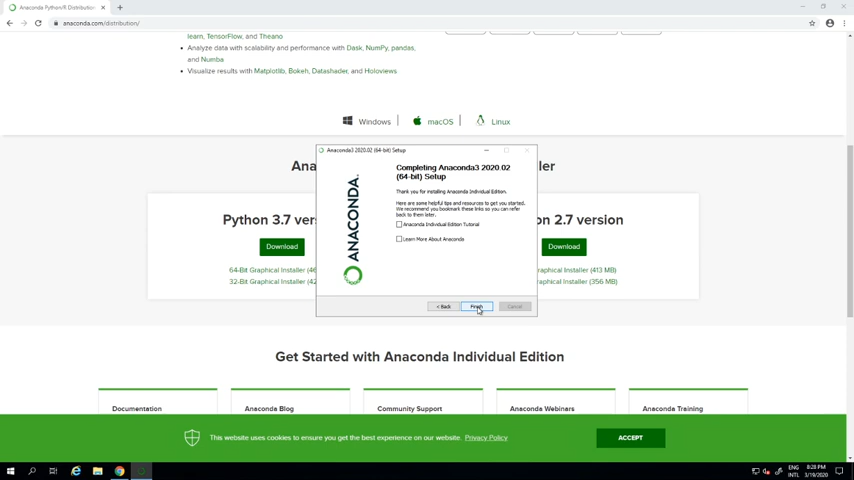 Anaconda Python/R Distribution
anaconda.com/distribution/
learn, TensorFlow, and Theano
Analyze data with scalability and performance with Dask, NumPy, pandas,
and Numba
Visualize results with Matplotlib, Bokeh, Datashader, and Holoviews
Windows
macOS
Linux
Anaconda3 2020.02 (64-bit) Setup
Completing Anaconda3 2020.02
(64-bit) Setup
Thank you for installing Anaconda Individual Edition.
Here are some helpful tips and resources to get you started.
We recommend you bookmark these links so you can refer
back to them later.
Anaconda Individual Edition Tutorial
Learn More About Anaconda
ANACONDA.
< Back
Finish
Cancel
Ana
ler
Python 3.7 ver
n 2.7 version
Download
Download
64-Bit Graphical Installer (46
raphical Installer (413 MB)
32-Bit Graphical Installer (42
raphical Installer (356 MB)
Get Started with Anaconda Individual Edition
Documentation
Anaconda Blog
Community Support
Anaconda Webinars
Anaconda Training
This website uses cookies to ensure you get the best experience on our website. Privacy Policy
ACCEPT
ENG
INTL
8:28 PM
3/19/2020